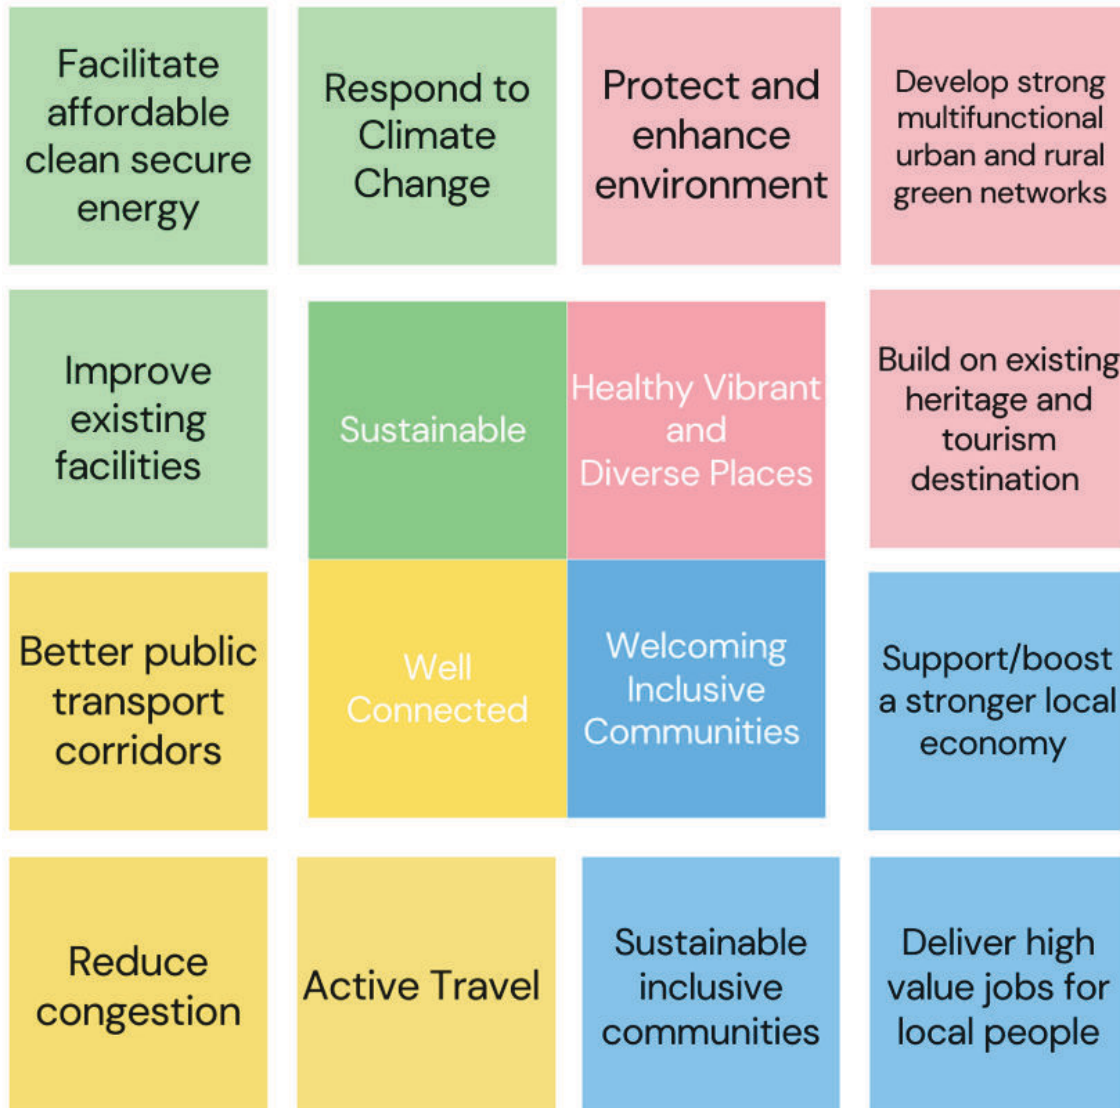 Facilitate
affordable
clean secure
energy
Respond to
Climate
Change
Protect and
enhance
environment
Develop strong
multifunctional
urban and rural
green networks
Improve
existing
facilities
Sustainable
Healthy Vibrant
and
Diverse Places
Build on existing
heritage and
tourism
destination
Better public
transport
corridors
Well
Connected
Welcoming
Inclusive
Communities
Support/boost
a stronger local
economy
Reduce
congestion
Active Travel
Sustainable
inclusive
communities
Deliver high
value jobs for
local people